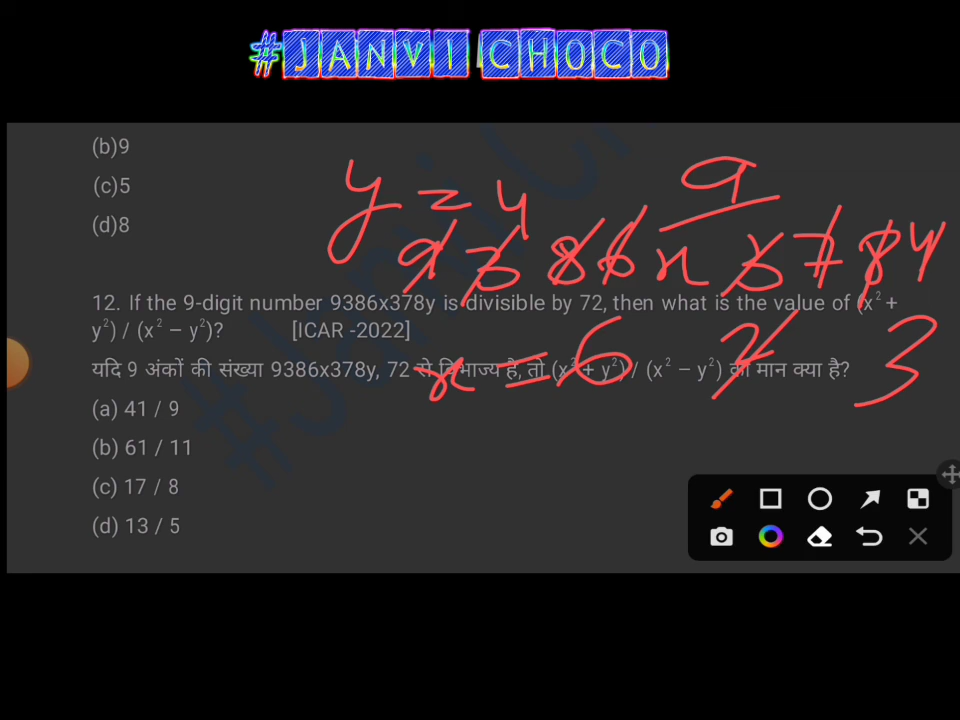 #JANVI CHOCO
(b)9
(c)5
(d)8
y = 4
9
9386x3784
12. If the 9-digit number 9386x378y is divisible by 72, then what is the value of (x² +
y²) / (x² – y²)? [ICAR -2022]
यदि 9 अंकों की संख्या 9386x378y, 72 से विभाज्य है, तो (x² + y²) / (x² – y²) का मान क्या है?
x = 6
3
(a) 41 / 9
(b) 61 / 11
(c) 17 / 8
(d) 13 / 5